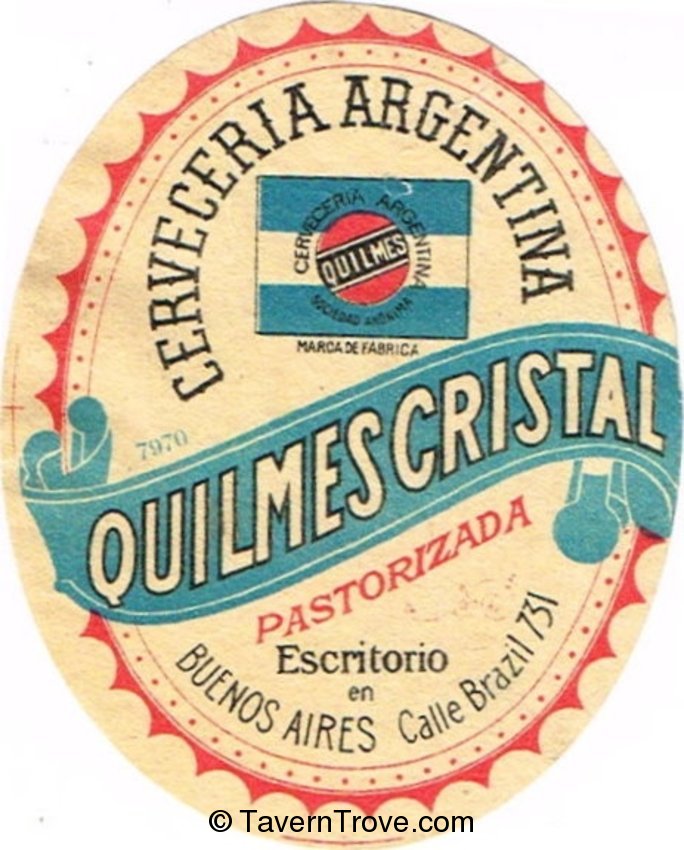 CERVECERIA ARGENTINA
CERVECERIA ARGENTINA
QUILMES
SOCIEDAD ANÓNIMA
MARCA DE FABRICA
7970
QUILMES CRISTAL
PASTORIZADA
Escritorio
en
BUENOS AIRES Calle Brazil 731
© TavernTrove.com